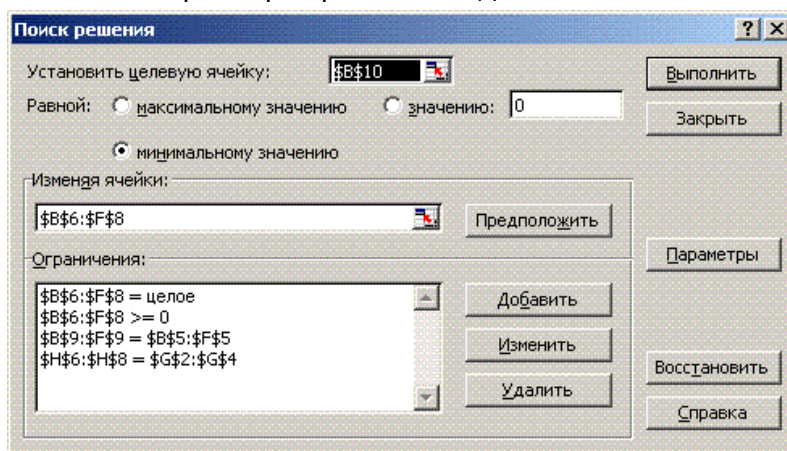 Поиск решения
Установить целевую ячейку: $B$10 Выполнить
Равной: максимальному значению значению: 0 Закрыть
минимальному значению
Изменяя ячейки:
$B$6:$F$8 Предположить
Ограничения: Параметры
$B$6:$F$8 = целое Добавить
$B$6:$F$8 >= 0
$B$9:$F$9 = $B$5:$F$5 Изменить
$H$6:$H$8 = $G$2:$G$4 Восстановить
Удалить
Справка